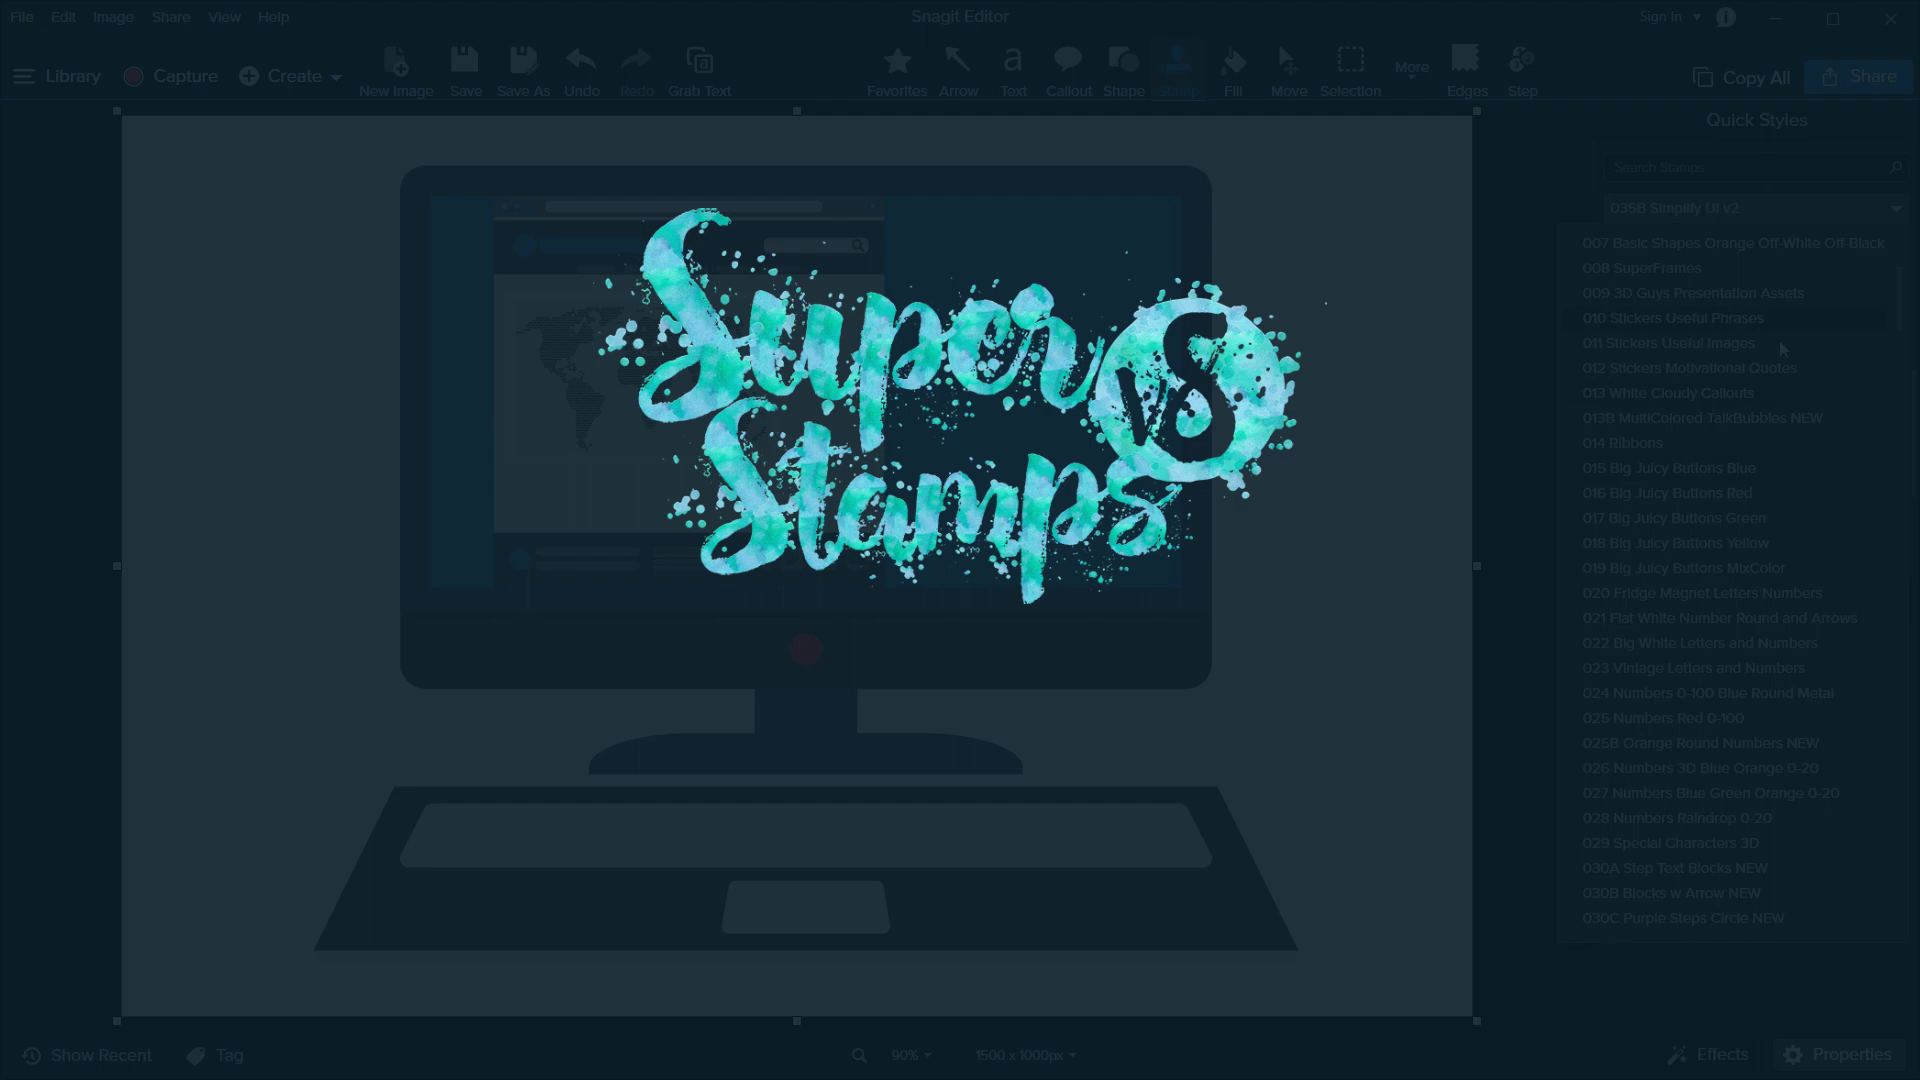 File Edit Image Share View Help
Snagit Editor
Sign In
Library Capture Create
New Image Save Save As Undo Redo Grab Text
Favorites Arrow Text Callout Shape Stamp Fill Move Selection More Edges Step
Copy All Share
Quick Styles
Search Stamps
035B Simplify UI v2
007 Basic Shapes Orange Off-White Off-Black
008 SuperFrames
009 3D Guys Presentation Assets
010 Stickers Useful Phrases
011 Stickers Useful Images
012 Stickers Motivational Quotes
013 White Cloudy Callouts
013B MultiColored TalkBubbles NEW
014 Ribbons
015 Big Juicy Buttons Blue
016 Big Juicy Buttons Red
017 Big Juicy Buttons Green
018 Big Juicy Buttons Yellow
019 Big Juicy Buttons MixColor
020 Fridge Magnet Letters Numbers
021 Flat White Number Round and Arrows
022 Big White Letters and Numbers
023 Vintage Letters and Numbers
024 Numbers 0-100 Blue Round Metal
025 Numbers Red 0-100
025B Orange Round Numbers NEW
026 Numbers 3D Blue Orange 0-20
027 Numbers Blue Green Orange 0-20
028 Numbers Raindrop 0-20
029 Special Characters 3D
030A Step Text Blocks NEW
030B Blocks w Arrow NEW
030C Purple Steps Circle NEW
Super
VS
Stamps
Show Recent Tag
90% 1500 x 1000px
Effects Properties